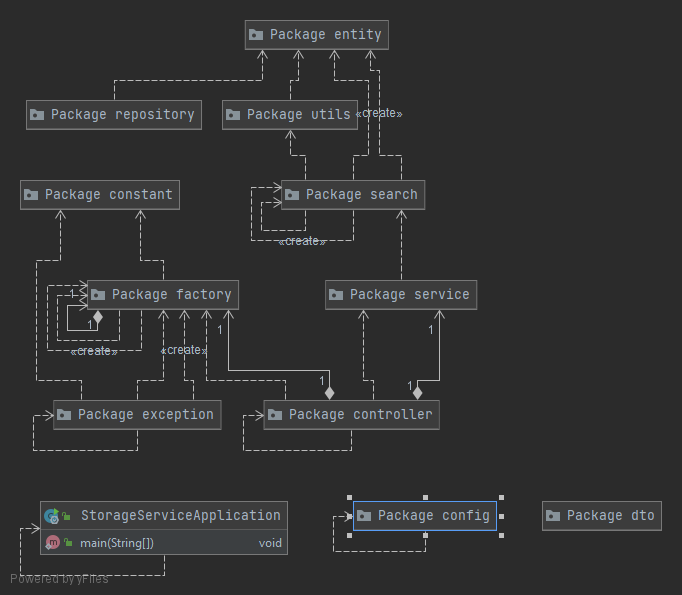 Package entity
Package repository
Package utils
«create»
Package constant
Package search
«create»
Package factory
1
1
Package service
«create»
«create»
1
1
1
1
Package exception
Package controller
StorageServiceApplication
m main(String[]) void
Package config
Package dto
Powered by yFiles